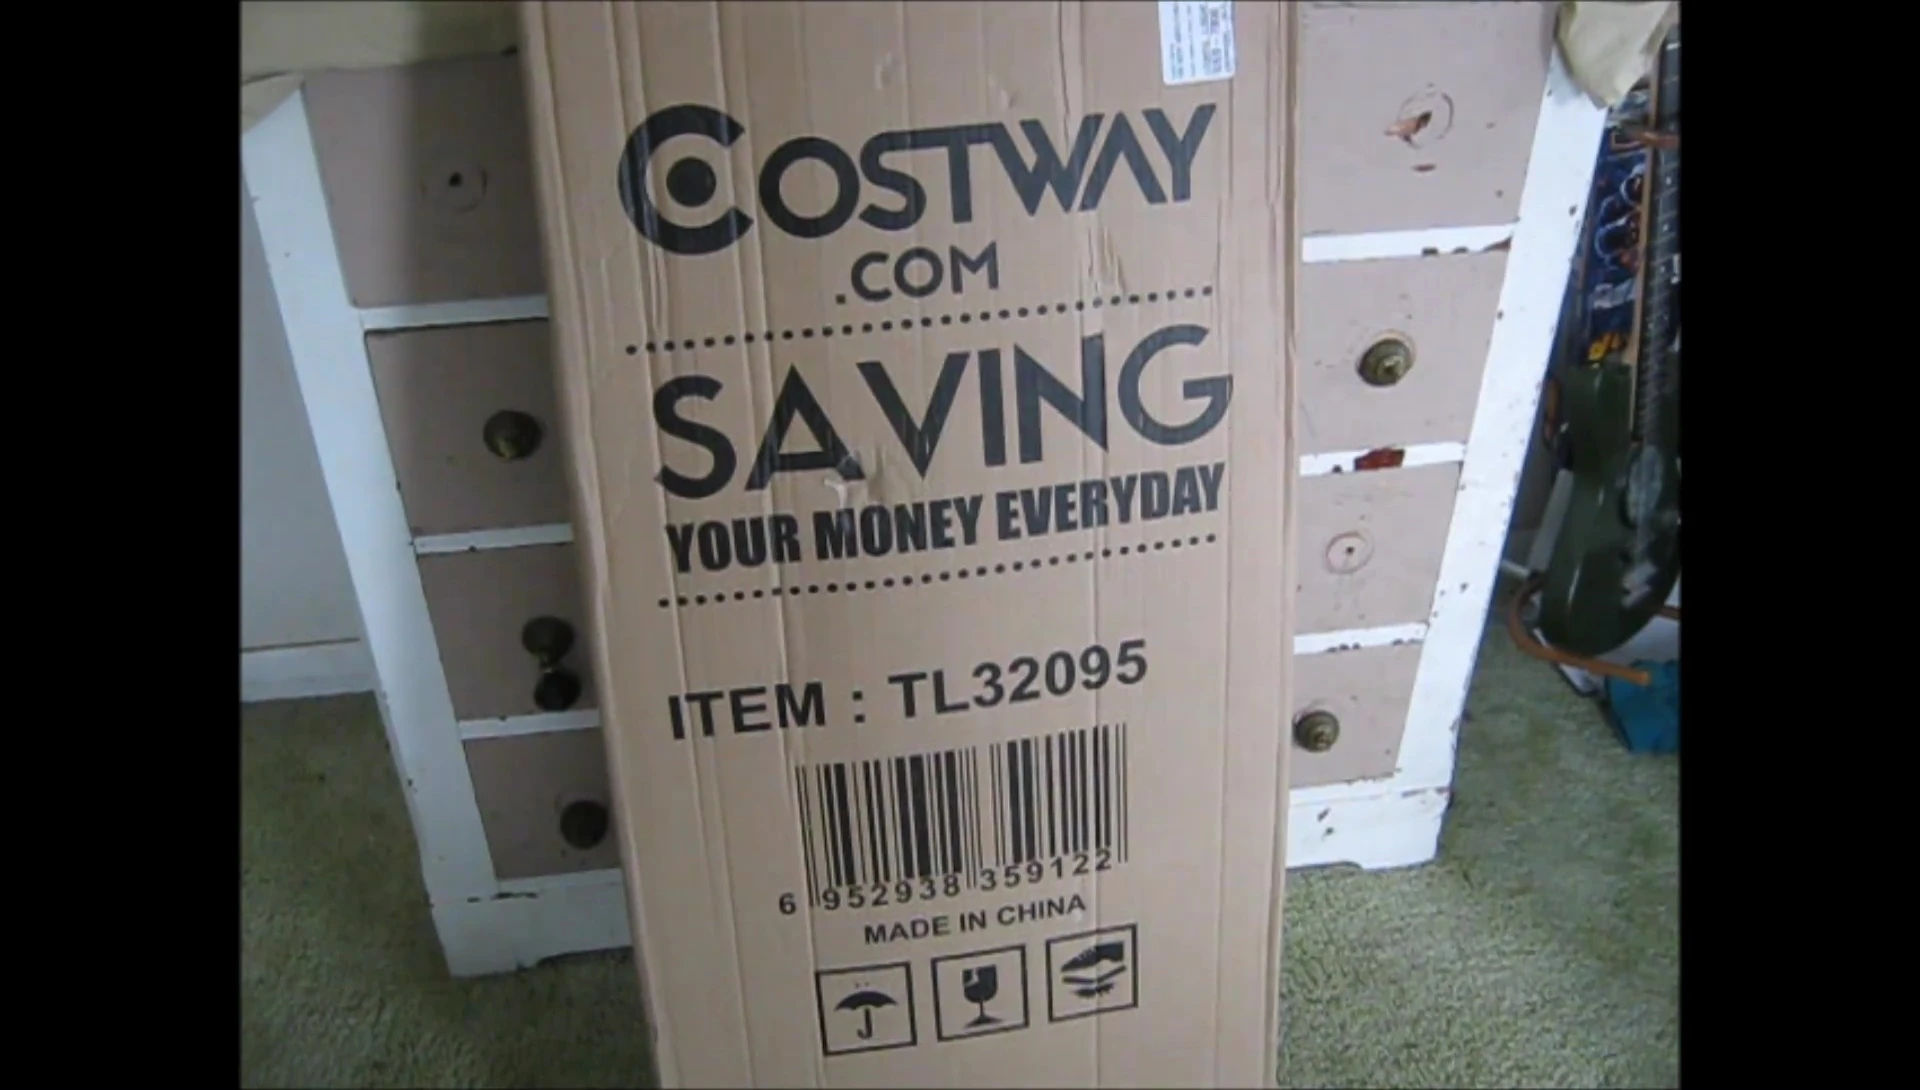 COSTWAY
.COM
SAVING
YOUR MONEY EVERYDAY
ITEM : TL32095
6 952938 359122
MADE IN CHINA